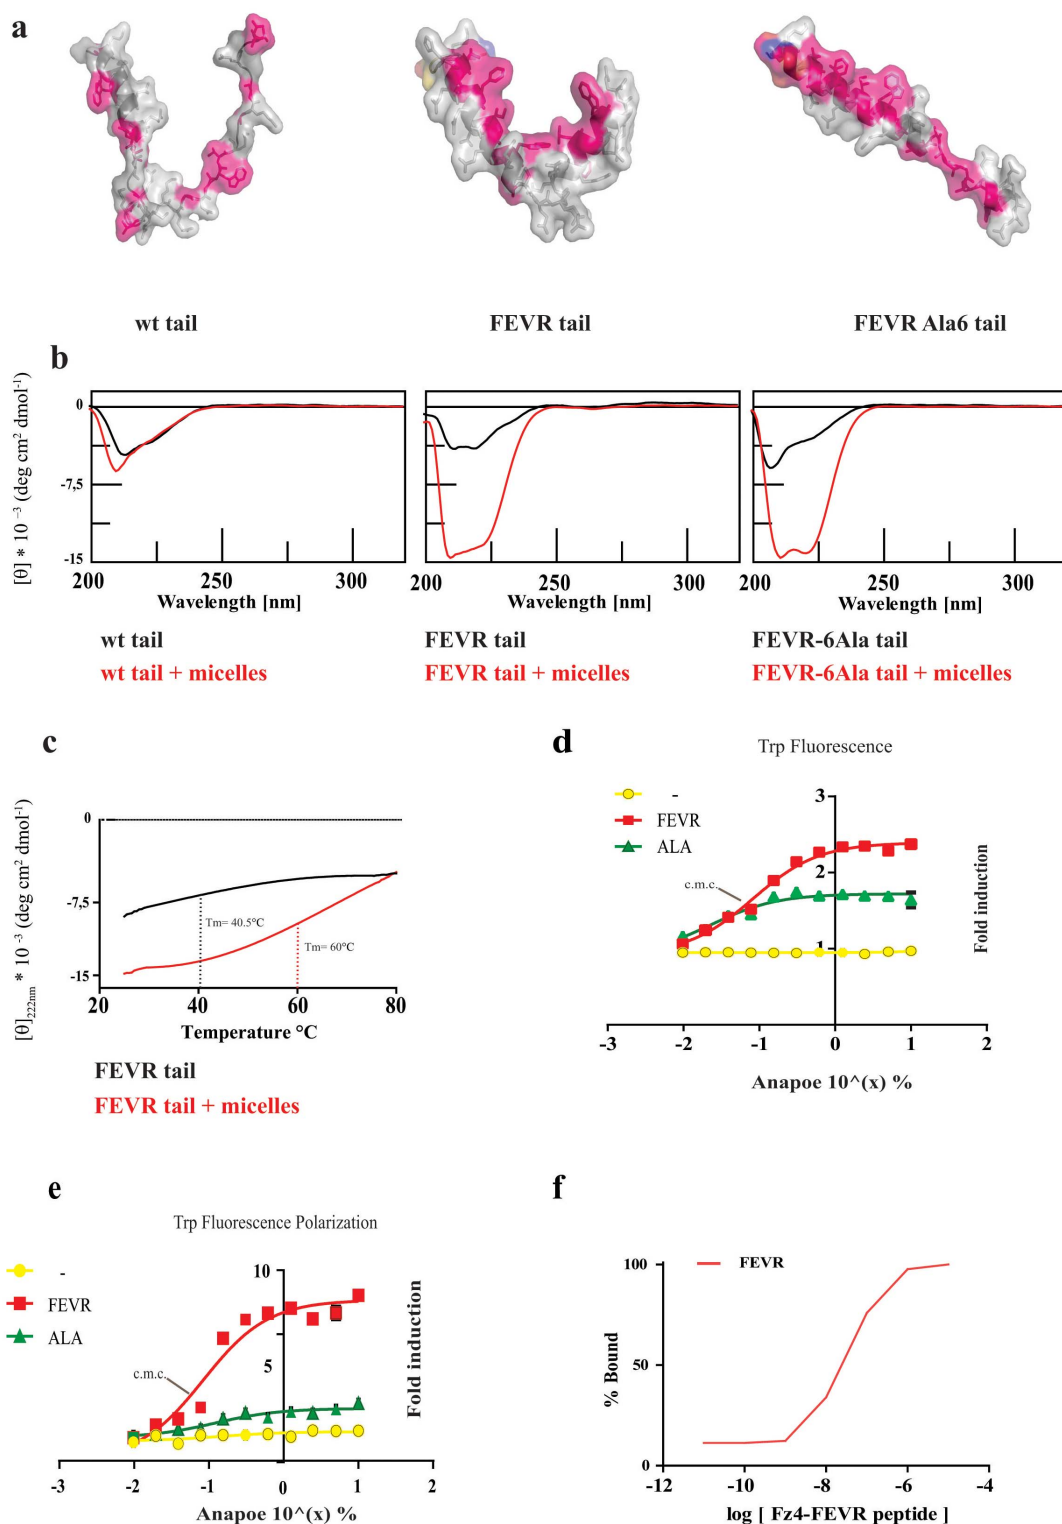 a
wt tail
FEVR tail
FEVR Ala6 tail
b
[θ] * 10 ⁻³ (deg cm² dmol⁻¹)
0
-7,5
-15
200
250
300
Wavelength [nm]
200
250
300
Wavelength [nm]
200
250
300
Wavelength [nm]
wt tail
wt tail + micelles
FEVR tail
FEVR tail + micelles
FEVR-6Ala tail
FEVR-6Ala tail + micelles
c
[θ]₂₂₂ₙₘ * 10 ⁻³ (deg cm² dmol⁻¹)
0
-7,5
-15
Tm= 40.5°C
Tm= 60°C
20
40
60
80
Temperature °C
FEVR tail
FEVR tail + micelles
d
Trp Fluorescence
-
FEVR
ALA
c.m.c.
3
2
1
Fold induction
-3
-2
-1
0
1
2
Anapoe 10^(x) %
e
Trp Fluorescence Polarization
-
FEVR
ALA
c.m.c.
10
5
Fold induction
-3
-2
-1
0
1
2
Anapoe 10^(x) %
f
FEVR
% Bound
100
50
0
-12
-10
-8
-6
-4
log [ Fz4-FEVR peptide ]